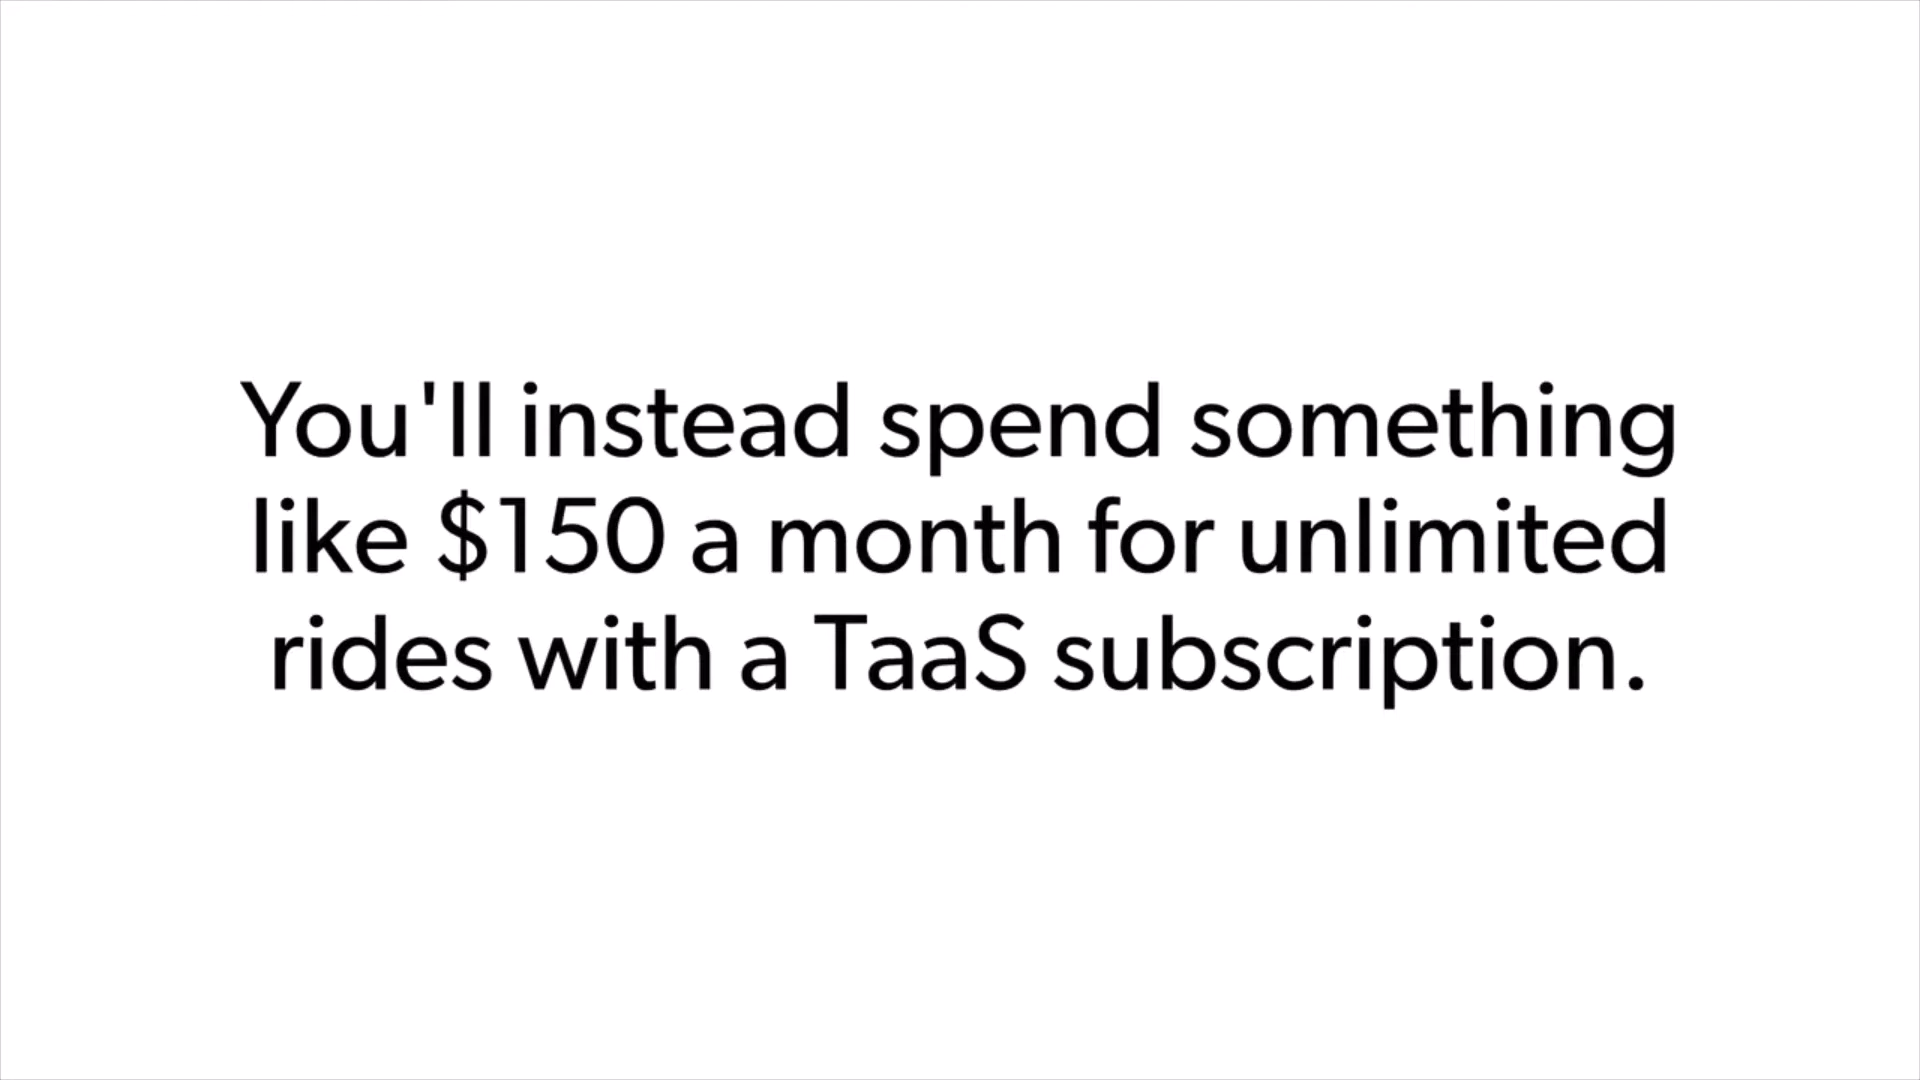 You'll instead spend something
like $150 a month for unlimited
rides with a TaaS subscription.